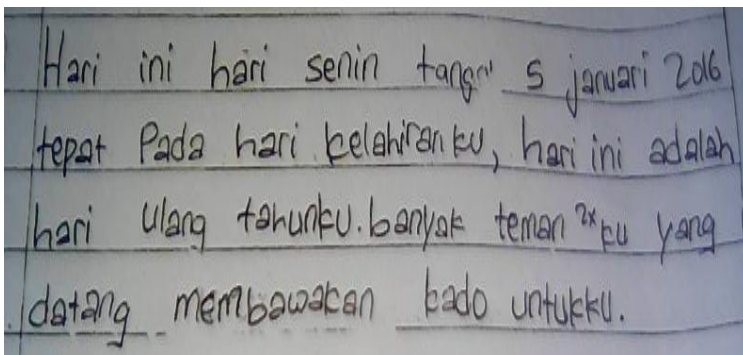 Hari ini hari senin tangal 5 januari 2016
tepat Pada hari kelahiranku, hari ini adalah
hari ulang tahunku. banyak teman 2x ku yang
datang membawakan kado untukku.